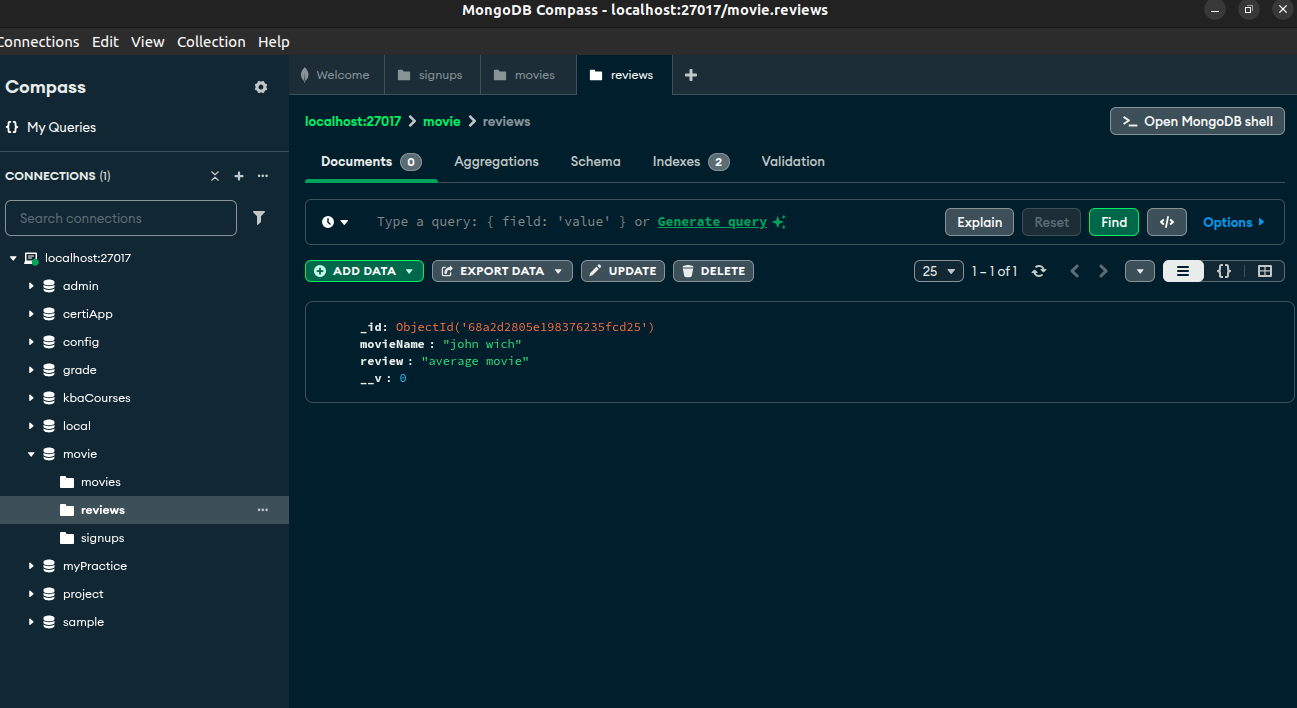 MongoDB Compass - localhost:27017/movie.reviews
Connections Edit View Collection Help
Compass
{} My Queries
CONNECTIONS (1)
Search connections
localhost:27017
admin
certiApp
config
grade
kbaCourses
local
movie
movies
reviews
signups
myPractice
project
sample
Welcome signups movies reviews
localhost:27017 movie reviews
>_ Open MongoDB shell
Documents 0 Aggregations Schema Indexes 2 Validation
Type a query: { field: 'value' } or Generate query
Explain Reset Find </> Options
ADD DATA EXPORT DATA UPDATE DELETE
25 1 – 1 of 1 {}
_id: ObjectId('68a2d2805e198376235fcd25')
movieName : "john wich"
review : "average movie"
__v : 0